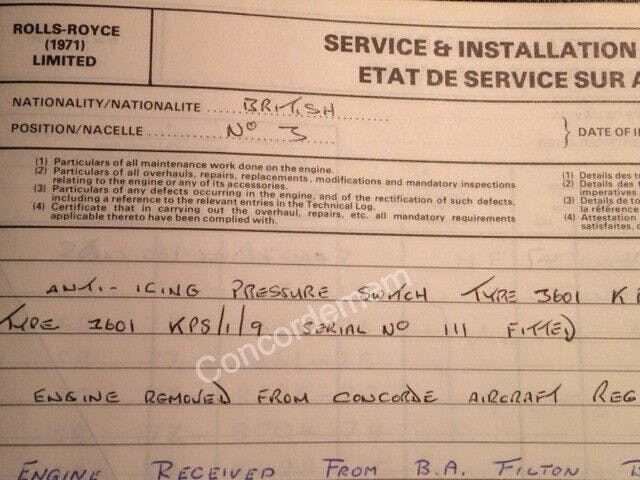 ROLLS-ROYCE
(1971)
LIMITED
SERVICE & INSTALLATION
ETAT DE SERVICE SUR A
NATIONALITY/NATIONALITE BRITISH
POSITION/NACELLE Nº 3
DATE OF I
(1) Particulars of all maintenance work done on the engine.
(2) Particulars of all overhauls, repairs, replacements, modifications and mandatory inspections
relating to the engine or any of its accessories.
(3) Particulars of any defects occurring in the engine, and of the rectification of such defects,
including a reference to the relevant entries in the Technical Log.
(4) Certificate that in carrying out the overhaul, repairs, etc. all mandatory requirements
applicable thereto have been complied with.
(1) Details des t
(2) Details des
imperatives
(3) Details de to
la référence
(4) Attestation
satisfaites, d
ANTI-ICING PRESSURE SWITCH TYPE 3601 K
TYPE 2601 KPS/1/9 SERIAL NO 111 FITTED
ENGINE REMOVED FROM CONCORDE AIRCRAFT REG
ENGINE RECEIVED FROM B.A. FILTON
Concordemem